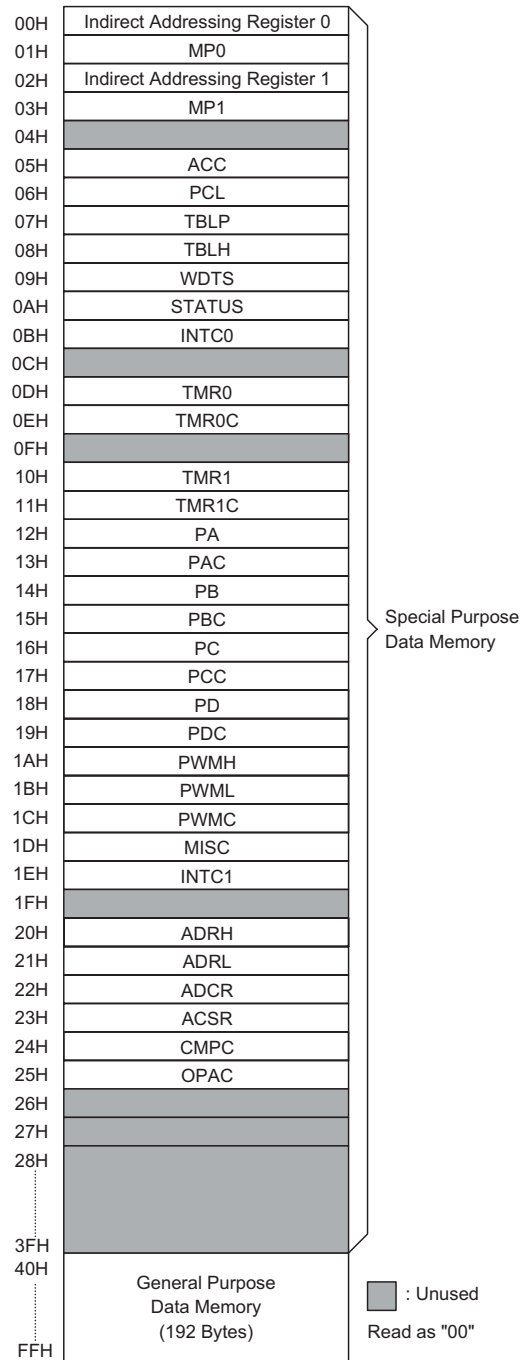 00H Indirect Addressing Register 0
01H MP0
02H Indirect Addressing Register 1
03H MP1
04H
05H ACC
06H PCL
07H TBLP
08H TBLH
09H WDTS
0AH STATUS
0BH INTC0
0CH
0DH TMR0
0EH TMR0C
0FH
10H TMR1
11H TMR1C
12H PA
13H PAC
14H PB
15H PBC
16H PC
17H PCC
18H PD
19H PDC
1AH PWMH
1BH PWML
1CH PWMC
1DH MISC
1EH INTC1
1FH
20H ADRH
21H ADRL
22H ADCR
23H ACSR
24H CMPC
25H OPAC
26H
27H
28H
3FH
40H
FFH
General Purpose
Data Memory
(192 Bytes)
Special Purpose
Data Memory
: Unused
Read as "00"